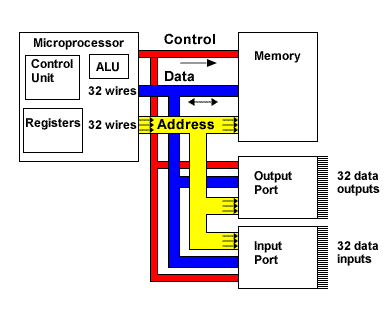 Microprocessor
Control
Unit
ALU
32 wires
Registers
32 wires
Control
Data
Address
Memory
Output
Port
32 data
outputs
Input
Port
32 data
inputs